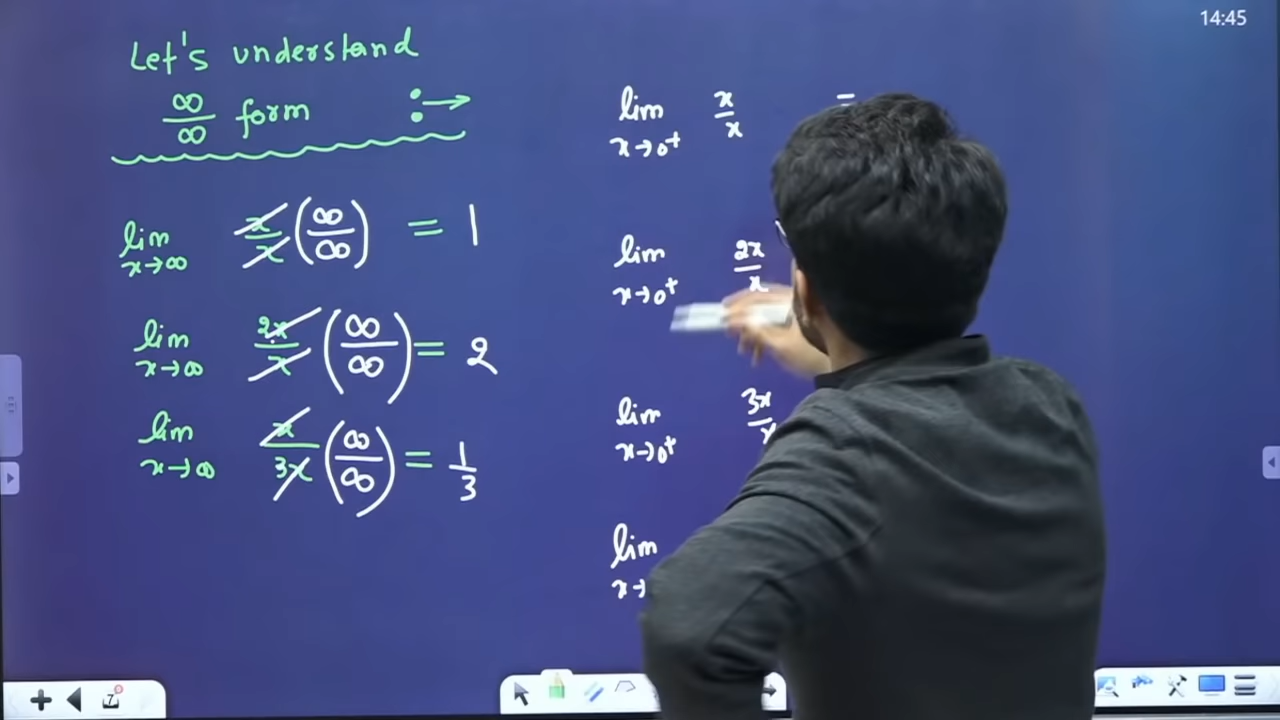 14:45
Let's understand
∞/∞ form :→
lim x→∞ x/x (∞/∞) = 1
lim x→∞ 2x/x (∞/∞) = 2
lim x→∞ x/3x (∞/∞) = 1/3
lim x→0⁺ x/x =
lim x→0⁺ 2x/x
lim x→0⁺ 3x/x
lim x→